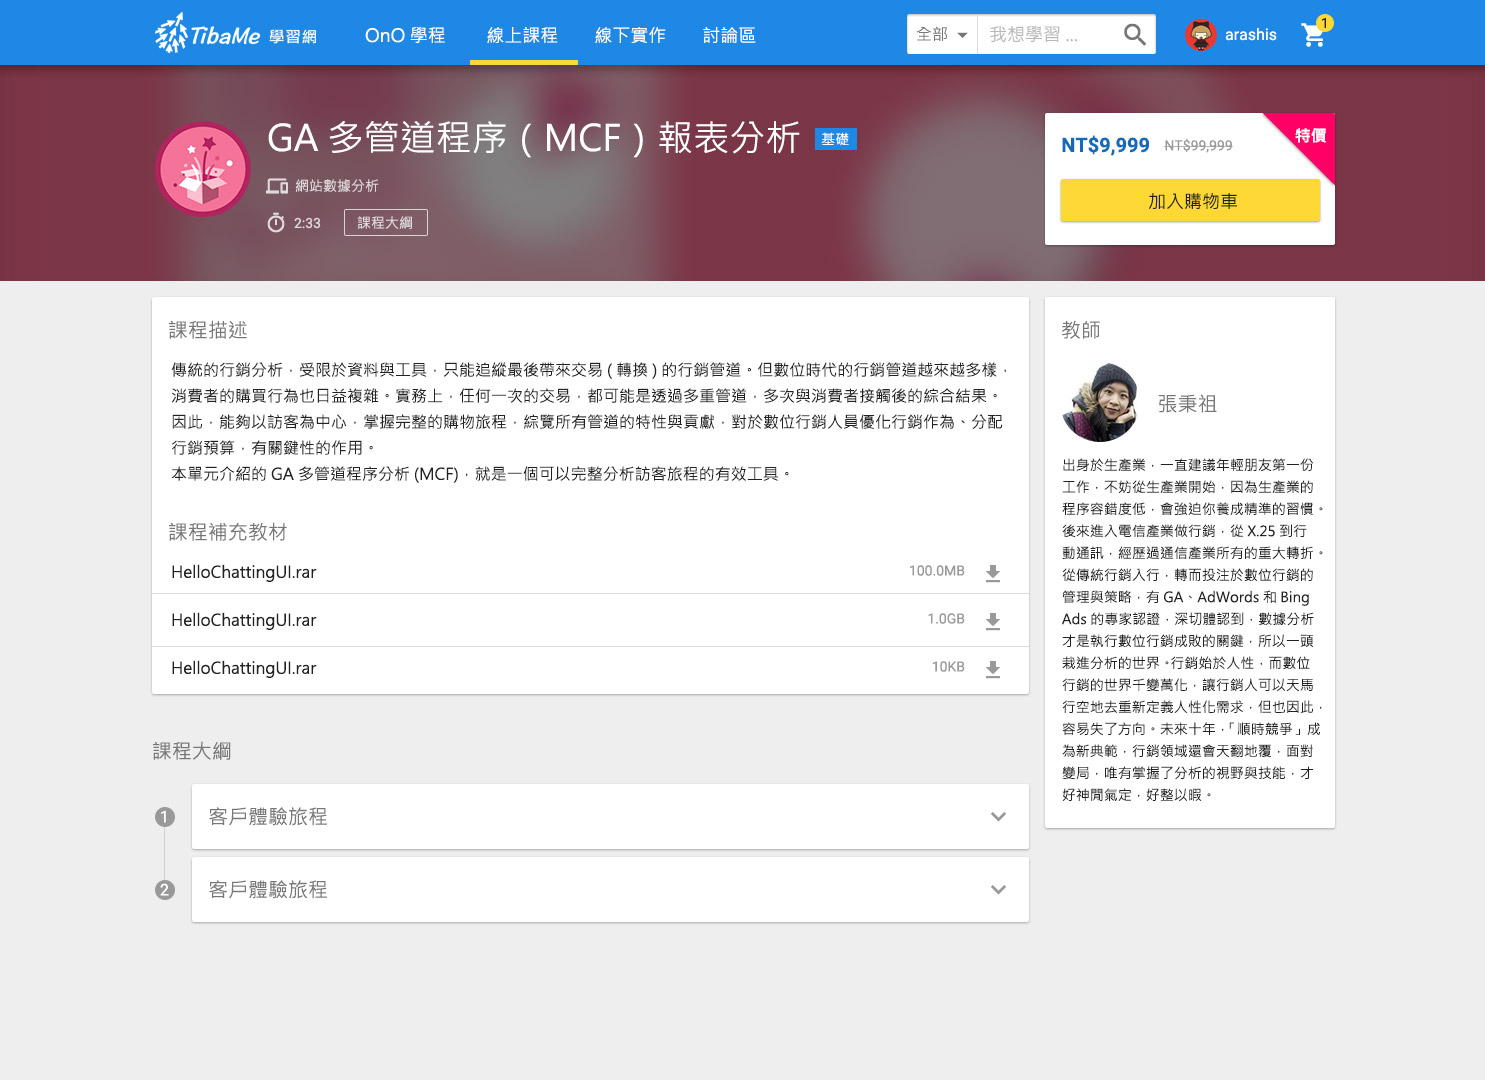 TibaMe 學習網
OnO 學程
線上課程
線下實作
討論區
全部
我想學習 ...
arashis
1
GA 多管道程序 ( MCF ) 報表分析
基礎
網站數據分析
2:33
課程大綱
NT$9,999
NT$99,999
特價
加入購物車
課程描述
傳統的行銷分析，受限於資料與工具，只能追縱最後帶來交易 ( 轉換 ) 的行銷管道。但數位時代的行銷管道越來越多樣，
消費者的購買行為也日益複雜。實務上，任何一次的交易，都可能是透過多重管道，多次與消費者接觸後的綜合結果。
因此，能夠以訪客為中心，掌握完整的購物旅程，綜覽所有管道的特性與貢獻，對於數位行銷人員優化行銷作為、分配
行銷預算，有關鍵性的作用。
本單元介紹的 GA 多管道程序分析 (MCF)，就是一個可以完整分析訪客旅程的有效工具。
課程補充教材
HelloChattingUI.rar
100.0MB
HelloChattingUI.rar
1.0GB
HelloChattingUI.rar
10KB
課程大綱
1
客戶體驗旅程
2
客戶體驗旅程
教師
張秉祖
出身於生產業，一直建議年輕朋友第一份
工作，不妨從生產業開始，因為生產業的
程序容錯度低，會強迫你養成精準的習慣。
後來進入電信產業做行銷，從 X.25 到行
動通訊，經歷過通信產業所有的重大轉折。
從傳統行銷入行，轉而投注於數位行銷的
管理與策略，有 GA、AdWords 和 Bing
Ads 的專家認證，深切體認到，數據分析
才是執行數位行銷成敗的關鍵，所以一頭
栽進分析的世界。行銷始於人性，而數位
行銷的世界千變萬化，讓行銷人可以天馬
行空地去重新定義人性化需求，但也因此，
容易失了方向。未來十年，「順時競爭」成
為新典範，行銷領域還會天翻地覆，面對
變局，唯有掌握了分析的視野與技能，才
好神閒氣定，好整以暇。